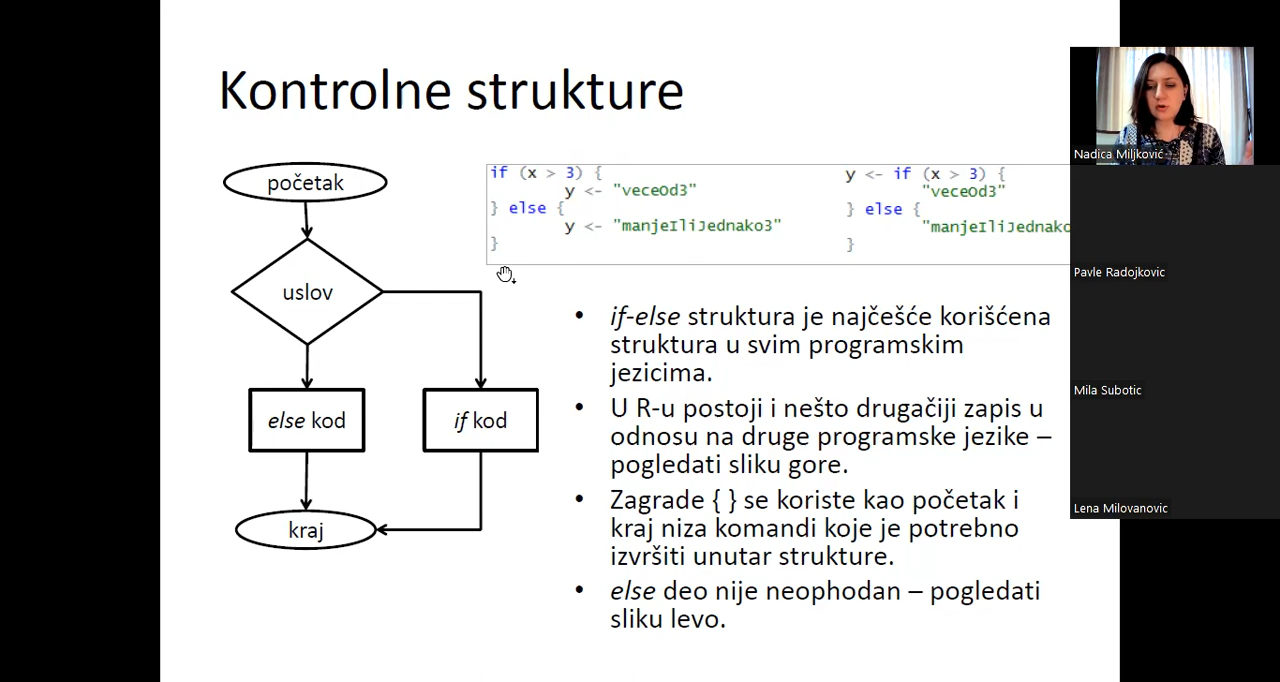 Kontrolne strukture
početak
uslov
else kod
if kod
kraj
if (x > 3) {
y <- "veceOd3"
} else {
y <- "manjeIliJednako3"
}
y <- if (x > 3) {
"veceOd3"
} else {
"manjeIliJednako
}
• if-else struktura je najčešće korišćena
struktura u svim programskim
jezicima.
• U R-u postoji i nešto drugačiji zapis u
odnosu na druge programske jezike –
pogledati sliku gore.
• Zagrade { } se koriste kao početak i
kraj niza komandi koje je potrebno
izvršiti unutar strukture.
• else deo nije neophodan – pogledati
sliku levo.
Nadica Miljković
Pavle Radojkovic
Mila Subotic
Lena Milovanovic